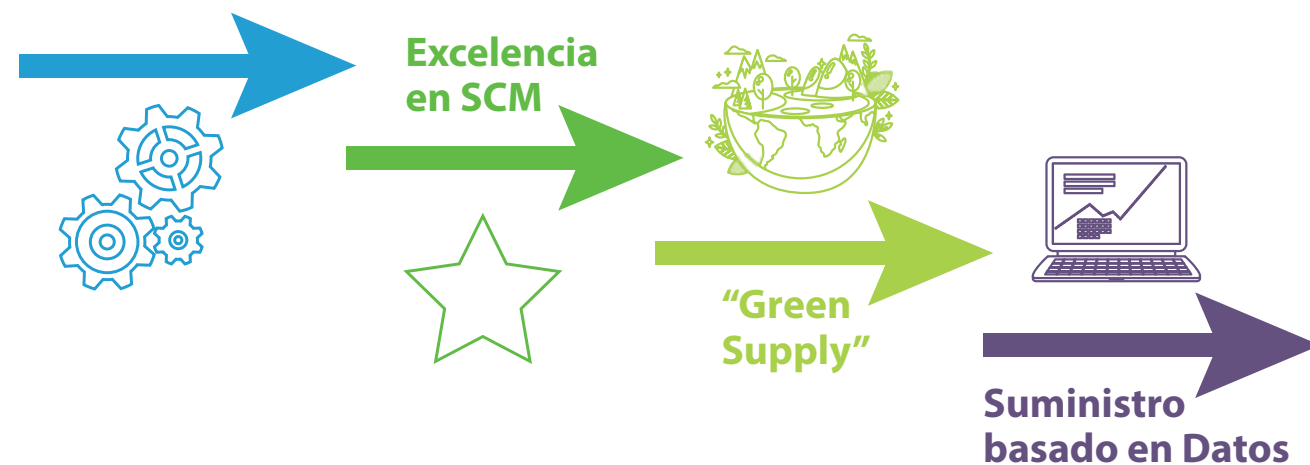 Excelencia
en SCM
“Green
Supply”
Suministro
basado en Datos